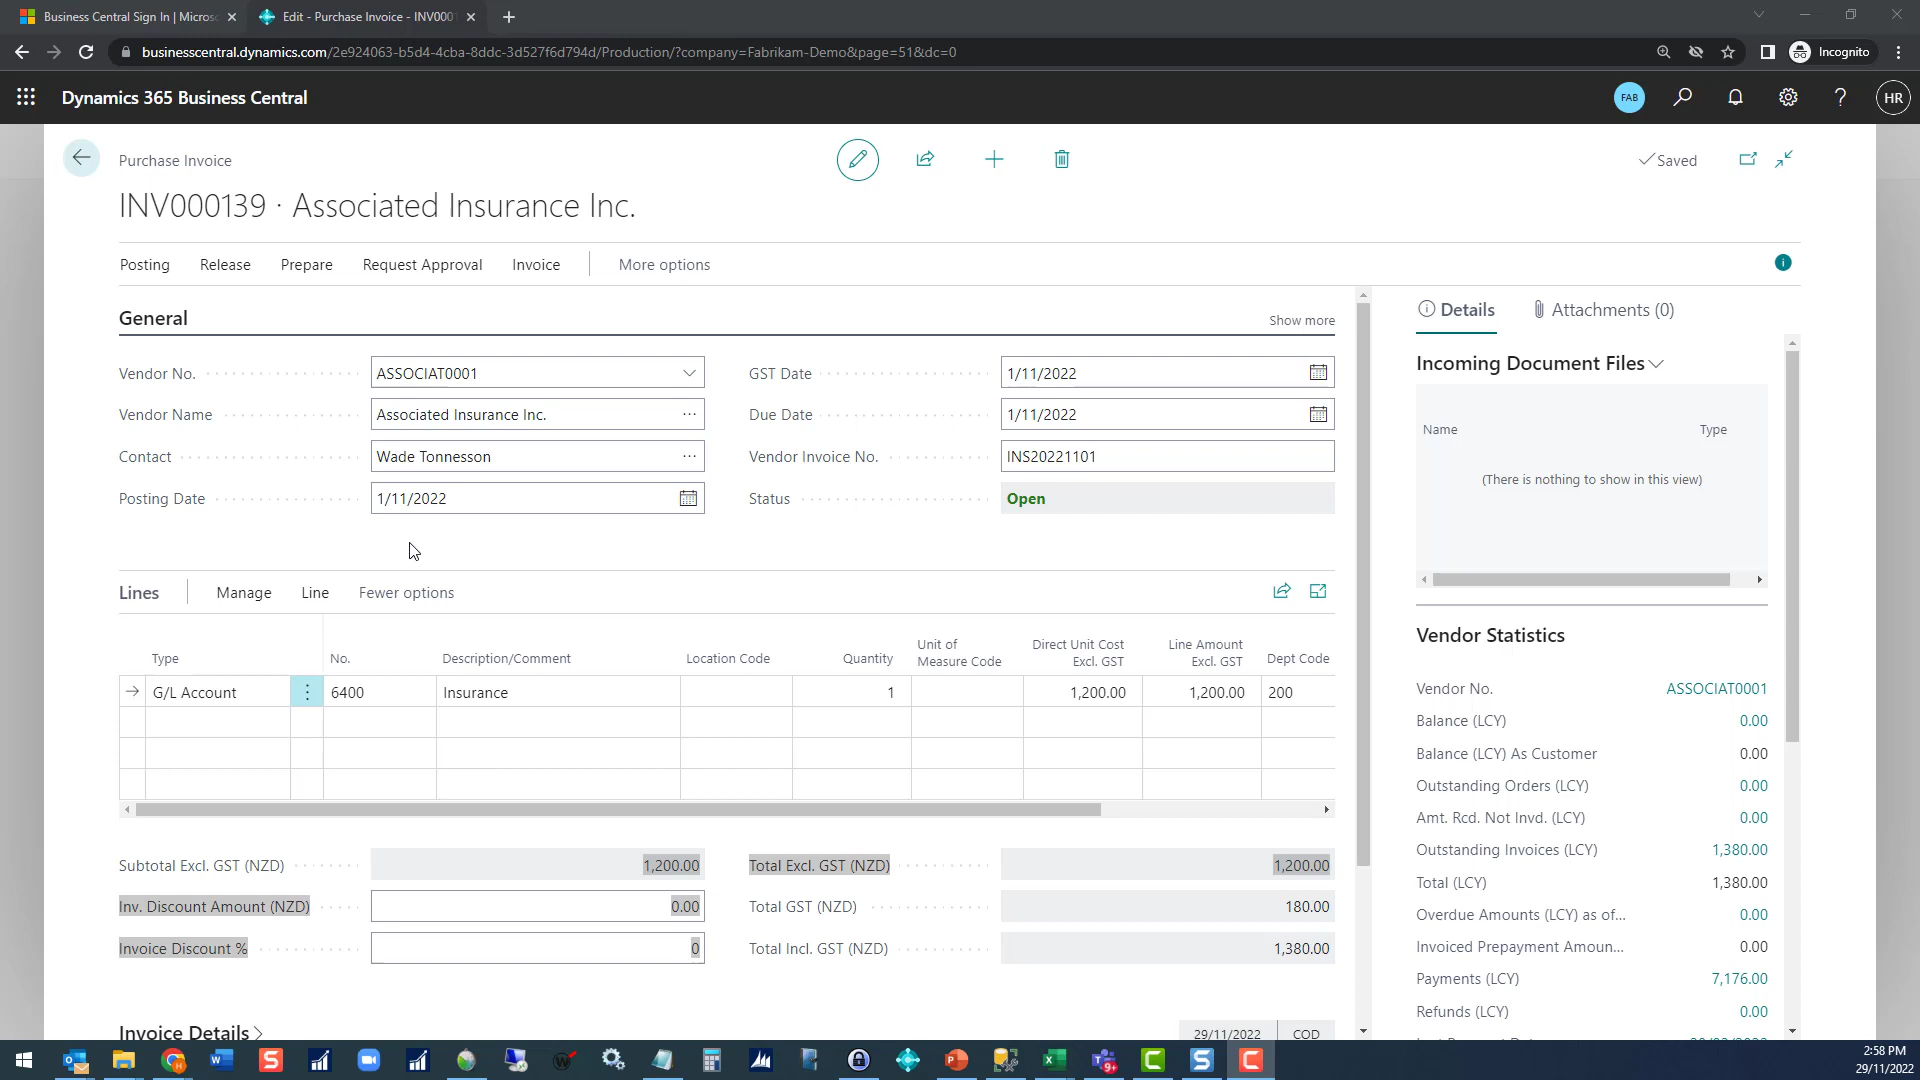 Business Central Sign In | Micros
Edit - Purchase Invoice - INV0001
businesscentral.dynamics.com/2e924063-b5d4-4cba-8ddc-3d527f6d794d/Production/?company=Fabrikam-Demo&page=51&dc=0
Incognito
Dynamics 365 Business Central
FAB
HR
Purchase Invoice
Saved
INV000139 · Associated Insurance Inc.
Posting Release Prepare Request Approval Invoice More options
General
Show more
Vendor No. ASSOCIAT0001
GST Date 1/11/2022
Vendor Name Associated Insurance Inc.
Due Date 1/11/2022
Contact Wade Tonnesson
Vendor Invoice No. INS20221101
Posting Date 1/11/2022
Status Open
Lines Manage Line Fewer options
Type No. Description/Comment Location Code Quantity Unit of Measure Code Direct Unit Cost Excl. GST Line Amount Excl. GST Dept Code
G/L Account 6400 Insurance 1 1,200.00 1,200.00 200
Subtotal Excl. GST (NZD) 1,200.00
Total Excl. GST (NZD) 1,200.00
Inv. Discount Amount (NZD) 0.00
Total GST (NZD) 180.00
Invoice Discount % 0
Total Incl. GST (NZD) 1,380.00
Invoice Details
29/11/2022 COD
Details
Attachments (0)
Incoming Document Files
Name Type
(There is nothing to show in this view)
Vendor Statistics
Vendor No. ASSOCIAT0001
Balance (LCY) 0.00
Balance (LCY) As Customer 0.00
Outstanding Orders (LCY) 0.00
Amt. Rcd. Not Invd. (LCY) 0.00
Outstanding Invoices (LCY) 1,380.00
Total (LCY) 1,380.00
Overdue Amounts (LCY) as of... 0.00
Invoiced Prepayment Amoun... 0.00
Payments (LCY) 7,176.00
Refunds (LCY) 0.00
2:58 PM
29/11/2022